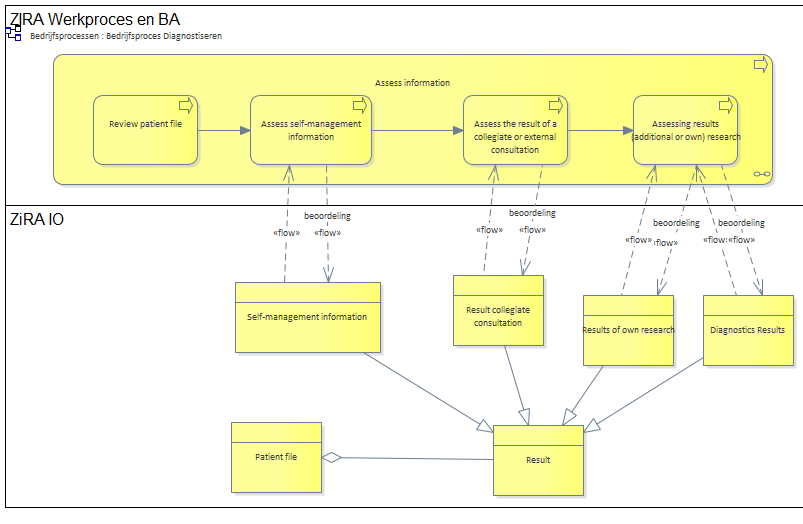 ZIRA Werkproces en BA
Bedrijfsprocessen : Bedrijfsproces Diagnostiseren
Assess information
Review patient file
Assess self-management
information
Assess the result of a
collegiate or external
consultation
Assessing results
(additional or own) research
ZiRA IO
beoordeling
«flow»
«flow»
beoordeling
«flow»
«flow»
beoordeling
«flow»
flow»
beoordeling
«flow»
«flow»
Self-management information
Result collegiate
consultation
Results of own research
Diagnostics Results
Patient file
Result